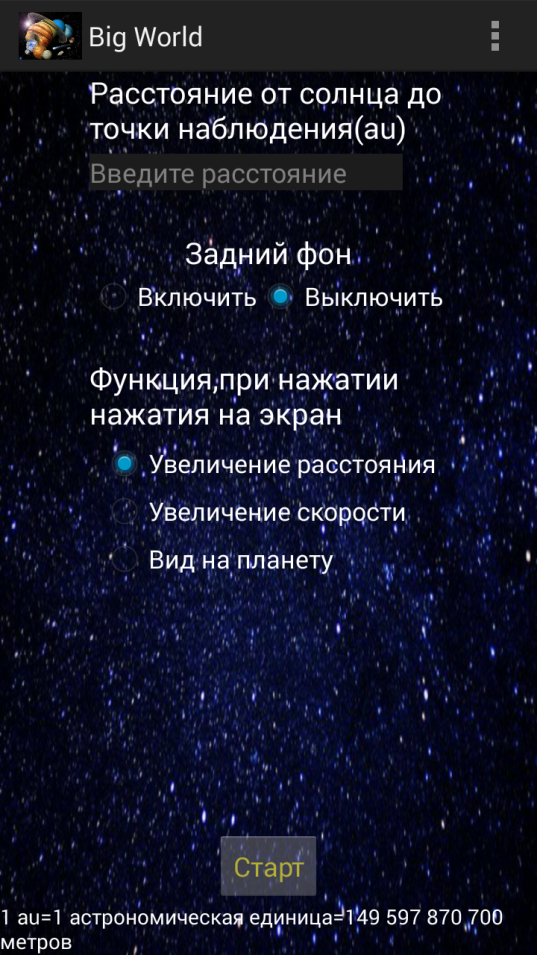 Big World
Расстояние от солнца до
точки наблюдения(au)
Введите расстояние
Задний фон
Включить Выключить
Функция,при нажатии
нажатия на экран
Увеличение расстояния
Увеличение скорости
Вид на планету
Старт
1 au=1 астрономическая единица=149 597 870 700
метров